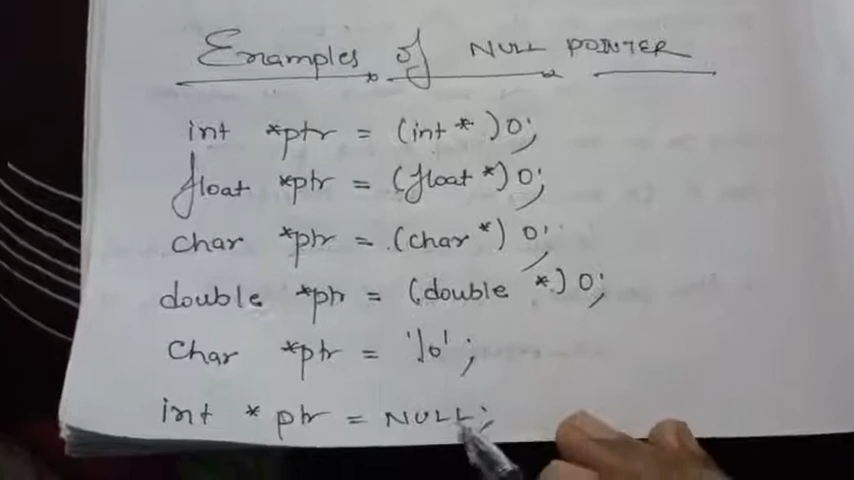 Examples of NULL POINTER
int *ptr = (int *)0;
float *ptr = (float *)0;
char *ptr = (char *) 0;
double *ptr = (double *) 0;
Char *ptr = '\0';
int * ptr = NULL;